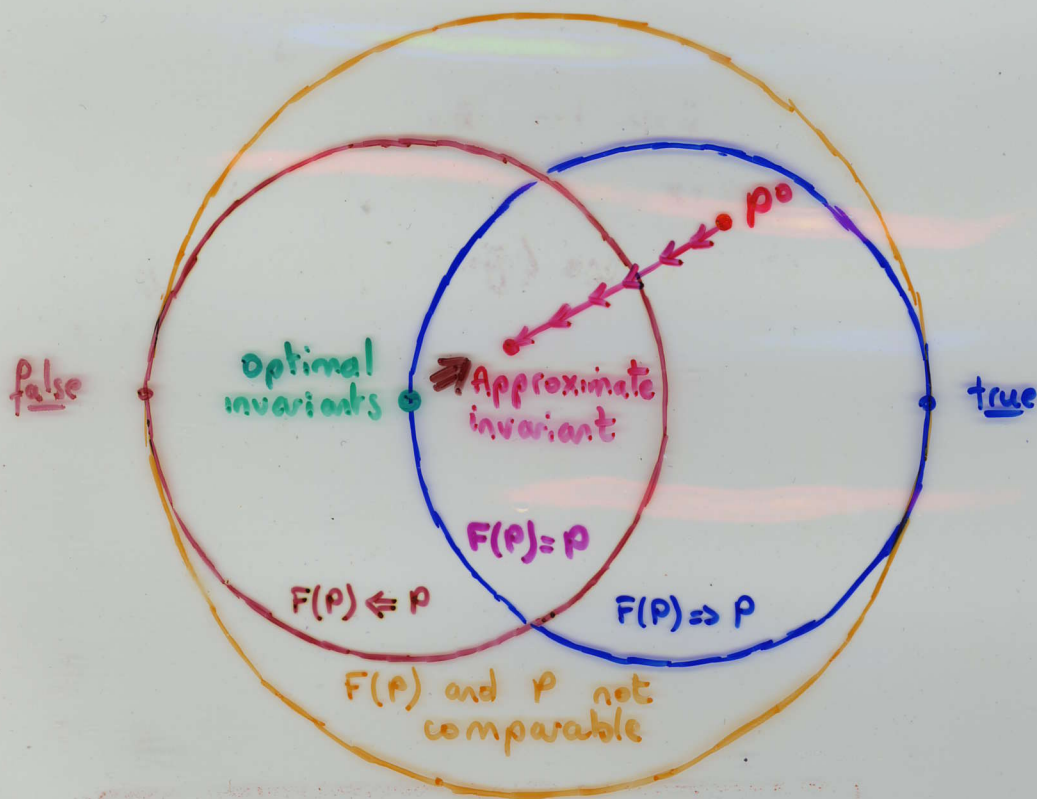 P⁰
false
optimal
invariants
Approximate
invariant
true
F(P)=P
F(P) ⇐ P
F(P) ⇒ P
F(P) and P not
comparable